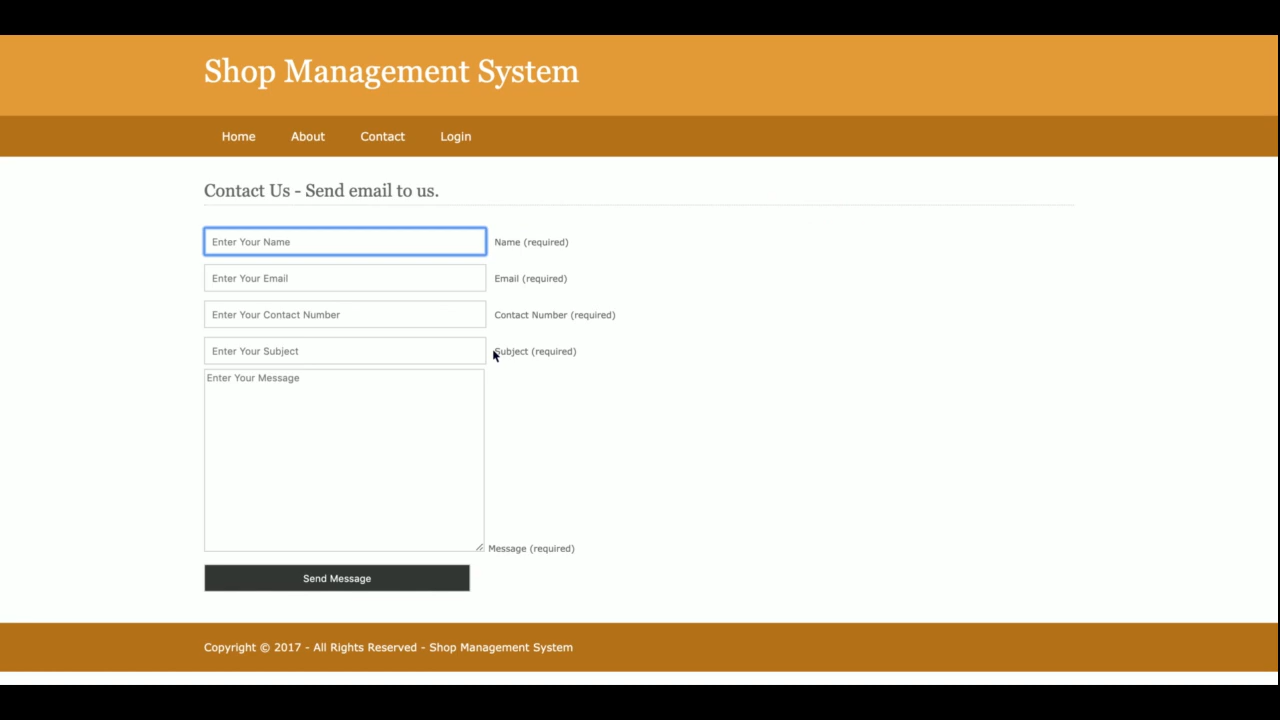 Shop Management System
Home About Contact Login
Contact Us - Send email to us.
Enter Your Name Name (required)
Enter Your Email Email (required)
Enter Your Contact Number Contact Number (required)
Enter Your Subject Subject (required)
Enter Your Message
Message (required)
Send Message
Copyright © 2017 - All Rights Reserved - Shop Management System